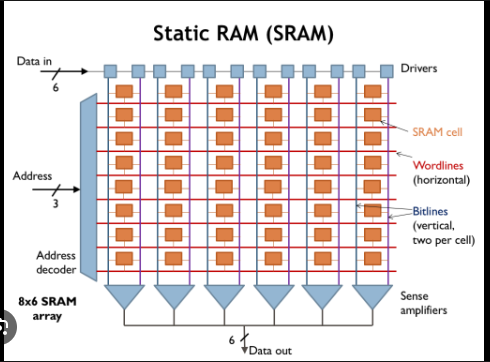 Static RAM (SRAM)
Data in
6
Drivers
SRAM cell
Wordlines
(horizontal)
Address
3
Bitlines
(vertical,
two per cell)
Address
decoder
8x6 SRAM
array
Sense
amplifiers
6
Data out